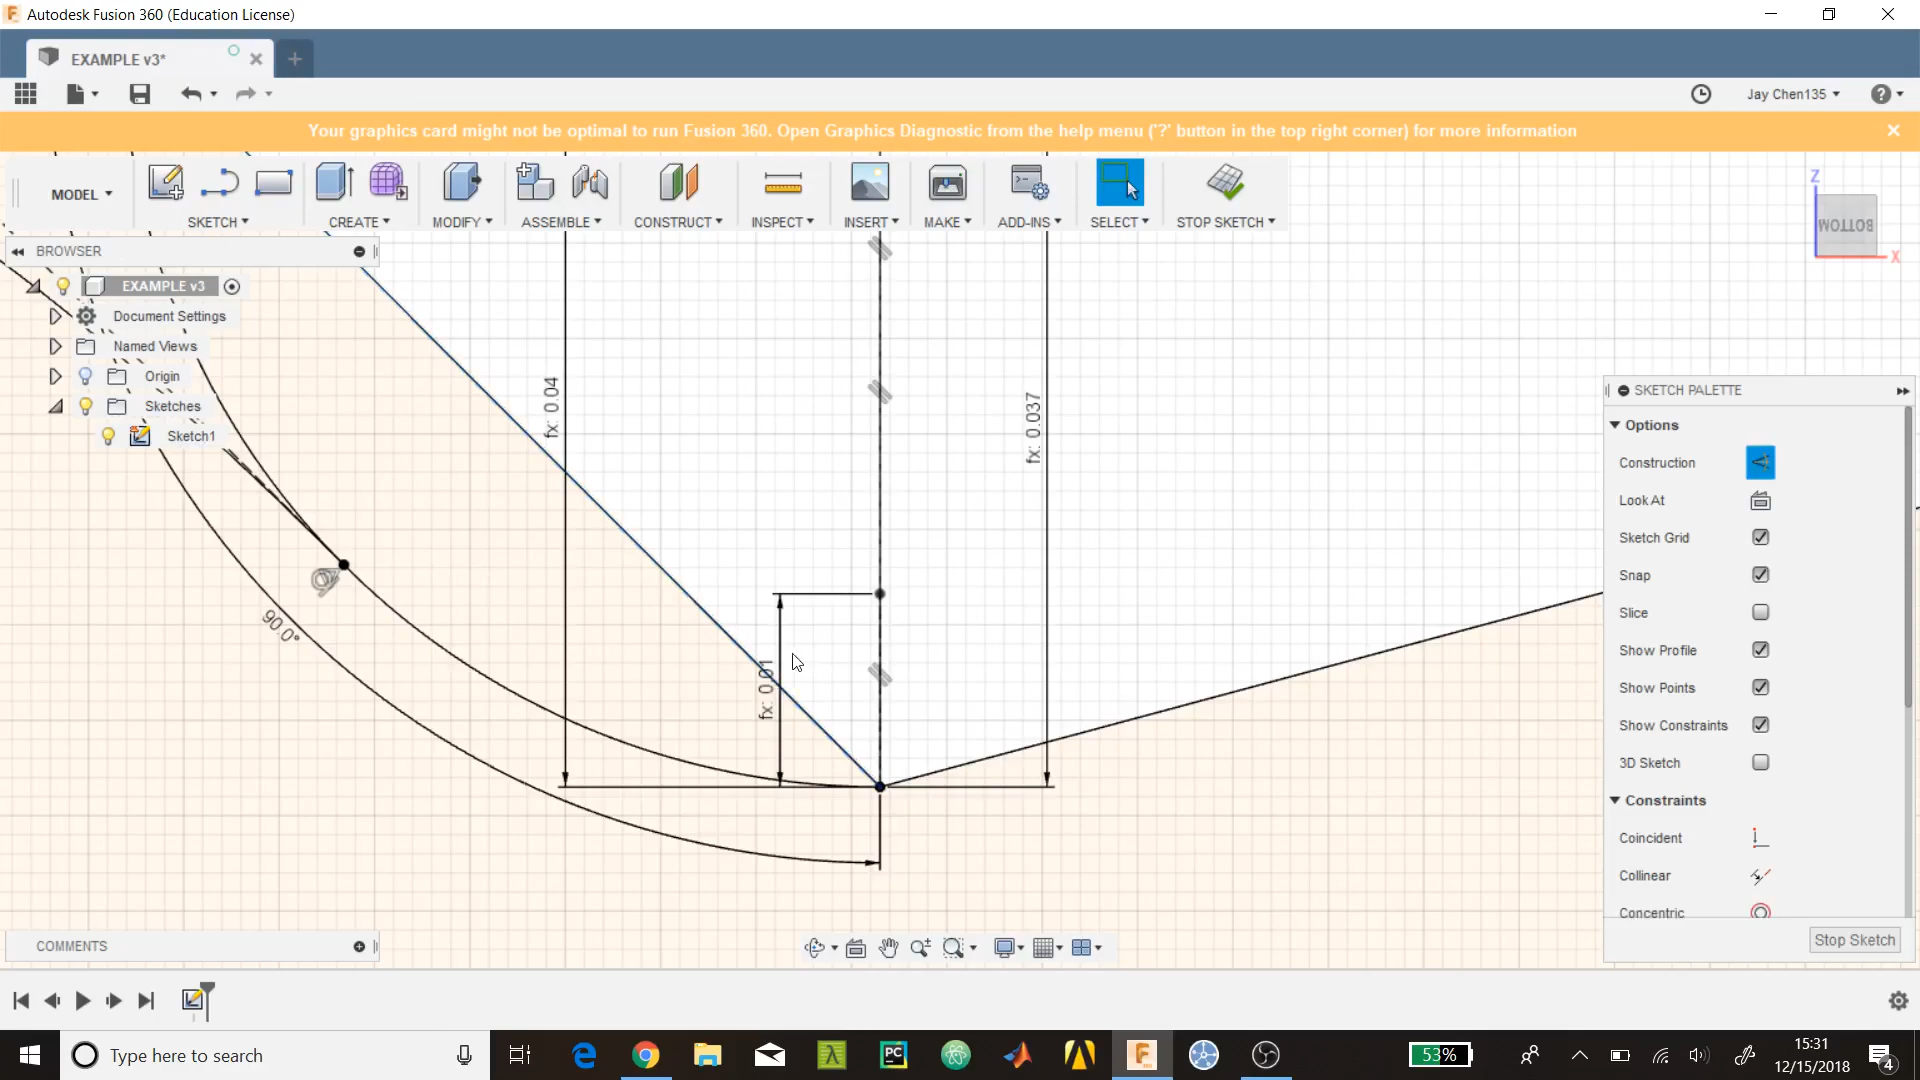 Autodesk Fusion 360 (Education License)
EXAMPLE v3*
Jay Chen135
Your graphics card might not be optimal to run Fusion 360. Open Graphics Diagnostic from the help menu ('?' button in the top right corner) for more information
MODEL
SKETCH
CREATE
MODIFY
ASSEMBLE
CONSTRUCT
INSPECT
INSERT
MAKE
ADD-INS
SELECT
STOP SKETCH
Z
BOTTOM
X
BROWSER
EXAMPLE v3
Document Settings
Named Views
Origin
Sketches
Sketch1
fx: 0.04
fx: 0.037
fx: 0.01
90.0°
SKETCH PALETTE
Options
Construction
Look At
Sketch Grid
Snap
Slice
Show Profile
Show Points
Show Constraints
3D Sketch
Constraints
Coincident
Collinear
Concentric
Stop Sketch
COMMENTS
Type here to search
PC
53%
15:31
12/15/2018
4